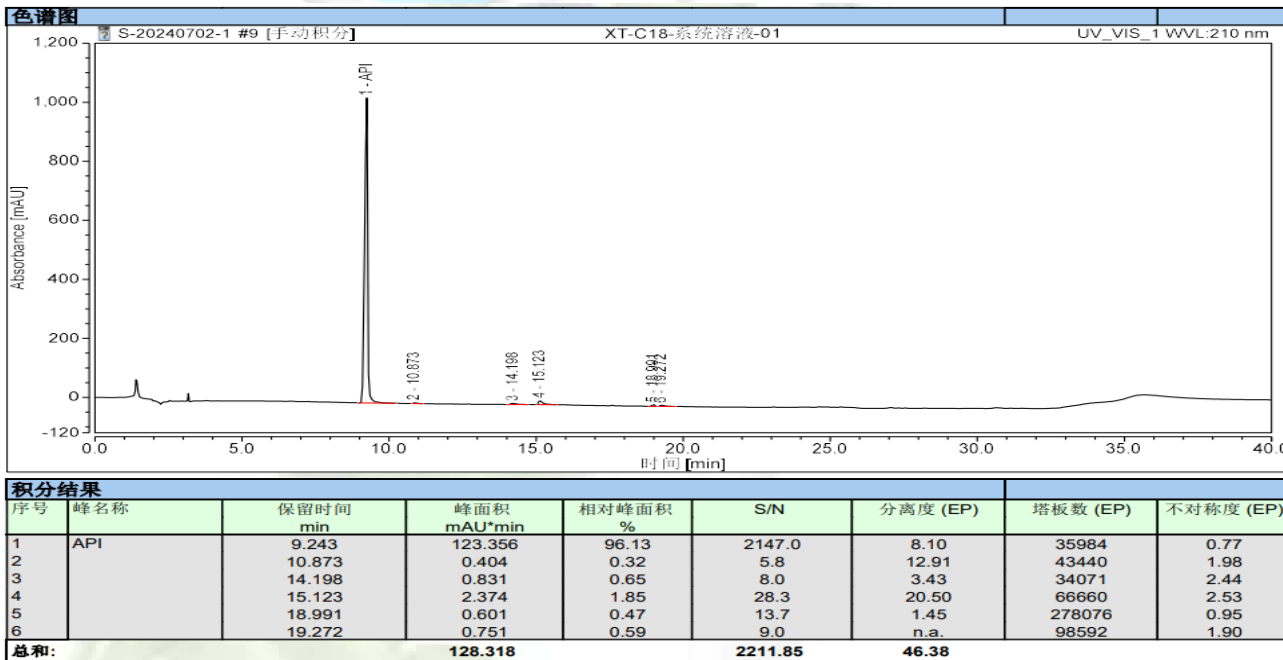 色谱图
S-20240702-1 #9 [手动积分] XT-C18-系统溶液-01 UV_VIS_1 WVL:210 nm
1,200
1,000
800
600
400
200
0
-120
Absorbance [mAU]
1 - API
2 - 10.873
3 - 14.198
4 - 15.123
5 - 18.991
6 - 19.272
0.0 5.0 10.0 15.0 20.0 25.0 30.0 35.0 40.0
时间 [min]
积分结果
序号 峰名称 保留时间 峰面积 相对峰面积 S/N 分离度 (EP) 塔板数 (EP) 不对称度 (EP)
min mAU*min %
1 API 9.243 123.356 96.13 2147.0 8.10 35984 0.77
2 10.873 0.404 0.32 5.8 12.91 43440 1.98
3 14.198 0.831 0.65 8.0 3.43 34071 2.44
4 15.123 2.374 1.85 28.3 20.50 66660 2.53
5 18.991 0.601 0.47 13.7 1.45 278076 0.95
6 19.272 0.751 0.59 9.0 n.a. 98592 1.90
总和: 128.318 2211.85 46.38